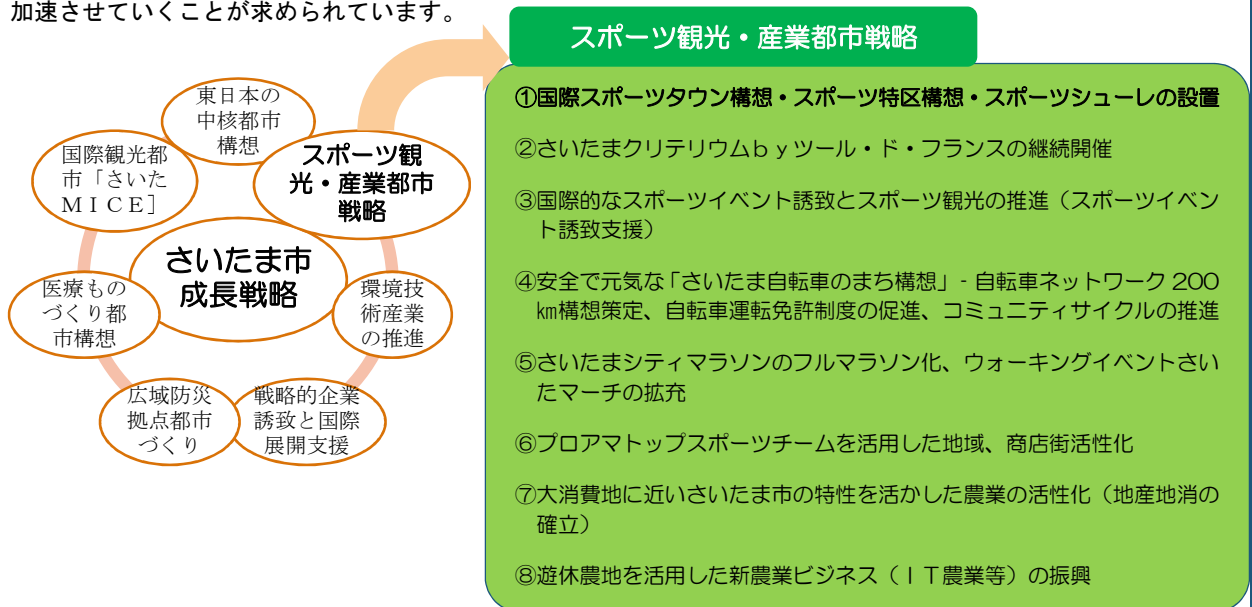 加速させていくことが求められています。
スポーツ観光・産業都市戦略
東日本の
中核都市
構想
国際観光都
市「さいた
ＭＩＣＥ］
スポーツ観
光・産業都市
戦略
さいたま市
成長戦略
医療もの
づくり都
市構想
環境技
術産業
の推進
広域防災
拠点都市
づくり
戦略的企業
誘致と国際
展開支援
①国際スポーツタウン構想・スポーツ特区構想・スポーツシューレの設置
②さいたまクリテリウムｂｙツール・ド・フランスの継続開催
③国際的なスポーツイベント誘致とスポーツ観光の推進（スポーツイベン
ト誘致支援）
④安全で元気な「さいたま自転車のまち構想」- 自転車ネットワーク 200
㎞構想策定、自転車運転免許制度の促進、コミュニティサイクルの推進
⑤さいたまシティマラソンのフルマラソン化、ウォーキングイベントさい
たマーチの拡充
⑥プロアマトップスポーツチームを活用した地域、商店街活性化
⑦大消費地に近いさいたま市の特性を活かした農業の活性化（地産地消の
確立）
⑧遊休農地を活用した新農業ビジネス（ＩＴ農業等）の振興